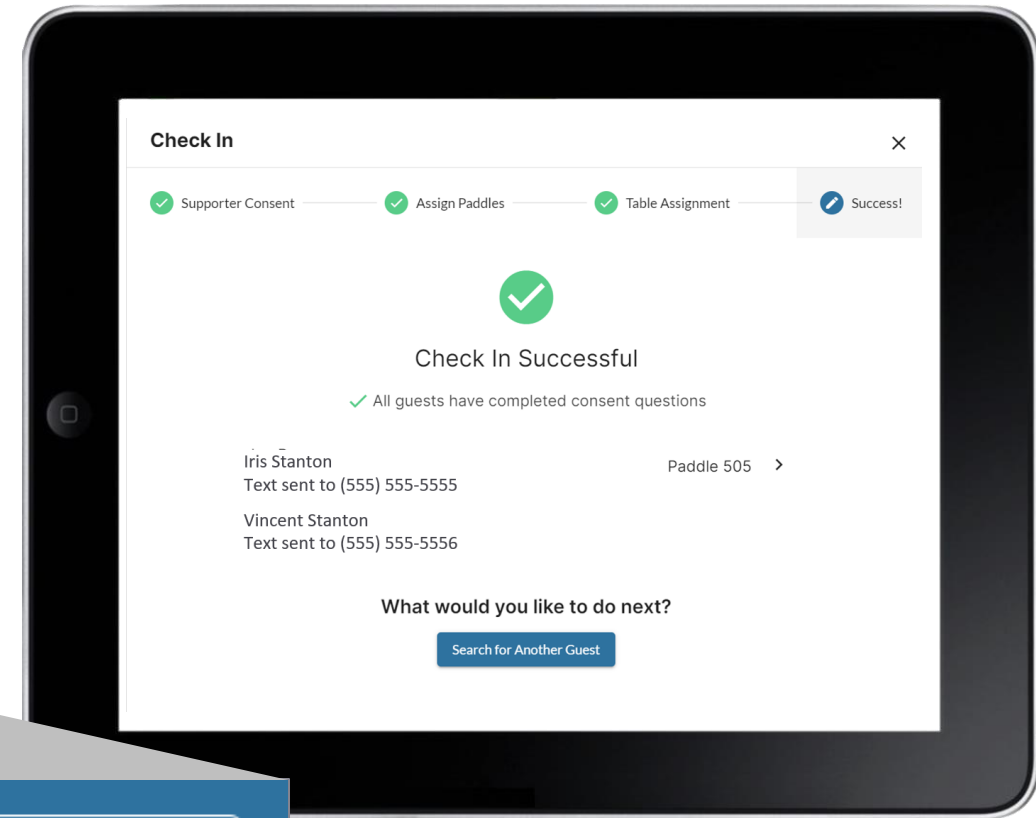 Check In
Supporter Consent
Assign Paddles
Table Assignment
Success!
Check In Successful
All guests have completed consent questions
Iris Stanton
Paddle 505
Text sent to (555) 555-5555
Vincent Stanton
Text sent to (555) 555-5556
What would you like to do next?
Search for Another Guest